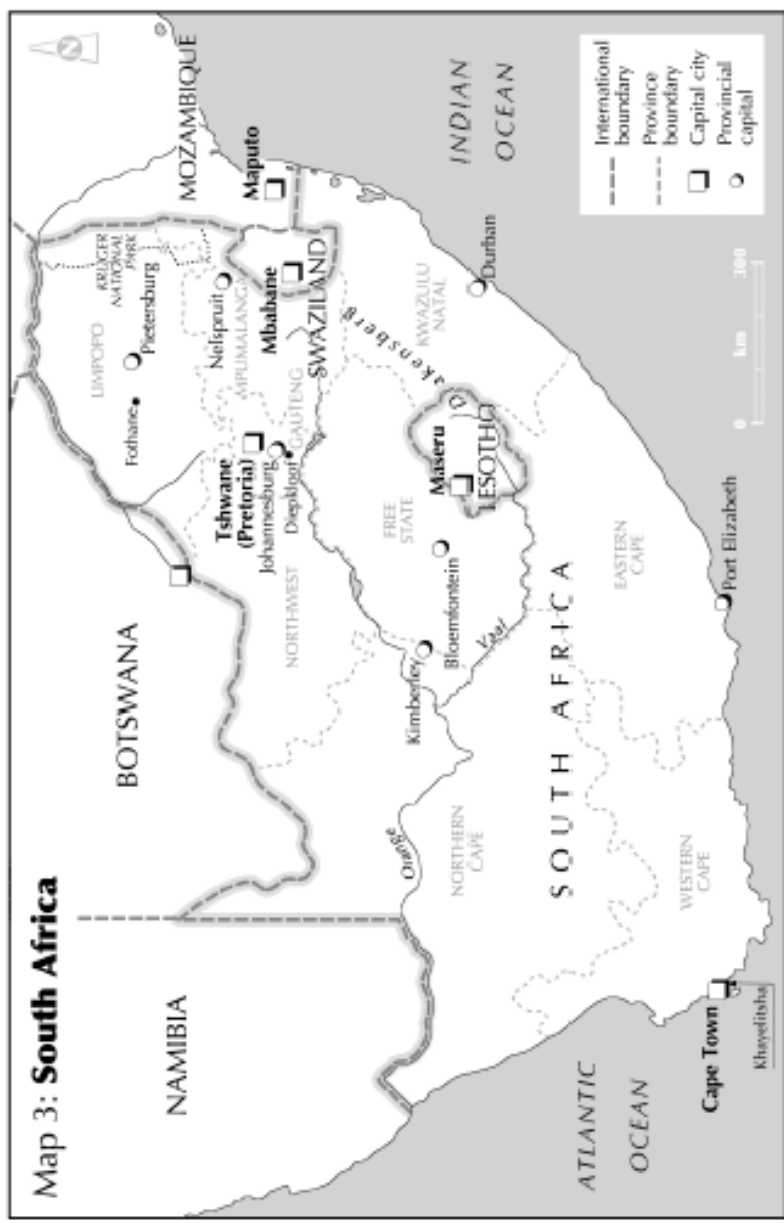 Map 3: South Africa
N
NAMIBIA
BOTSWANA
MOZAMBIQUE
LIMPOPO
KRUGER
NATIONAL
PARK
Fothane
Pietersburg
Nelspruit
MPUMALANGA
Maputo
Mbabane
SWAZILAND
Tshwane
(Pretoria)
Johannesburg
GAUTENG
Diepkloof
NORTHWEST
FREE
STATE
Kimberley
Bloemfontein
Vaal
Maseru
LESOTHO
Drakensberg
KWAZULU
NATAL
Durban
Orange
NORTHERN
CAPE
SOUTH AFRICA
EASTERN
CAPE
WESTERN
CAPE
Port Elizabeth
Cape Town
Khayelitsha
ATLANTIC
OCEAN
INDIAN
OCEAN
0 km 300
International
boundary
Province
boundary
Capital city
Provincial
capital